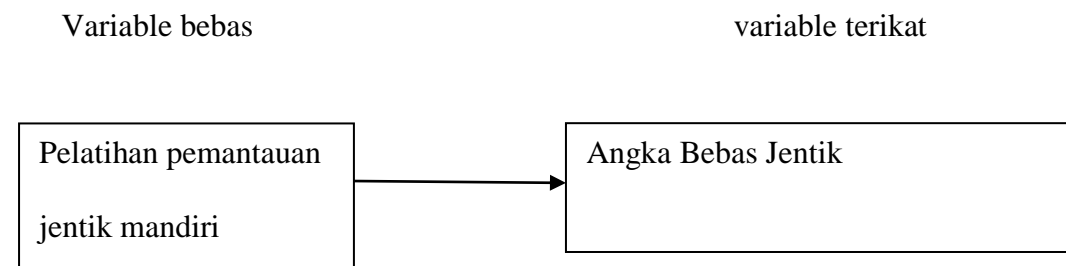 Variable bebas
variable terikat
Pelatihan pemantauan
jentik mandiri
Angka Bebas Jentik